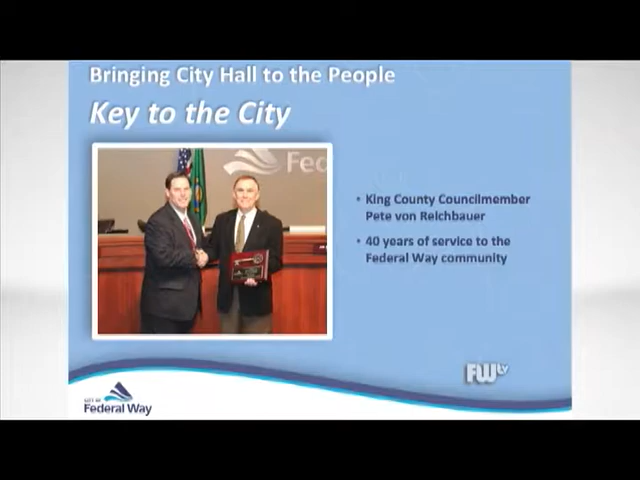 Bringing City Hall to the People
Key to the City
Fed
• King County Councilmember
Pete von Reichbauer
• 40 years of service to the
Federal Way community
FWtv
CITY OF
Federal Way